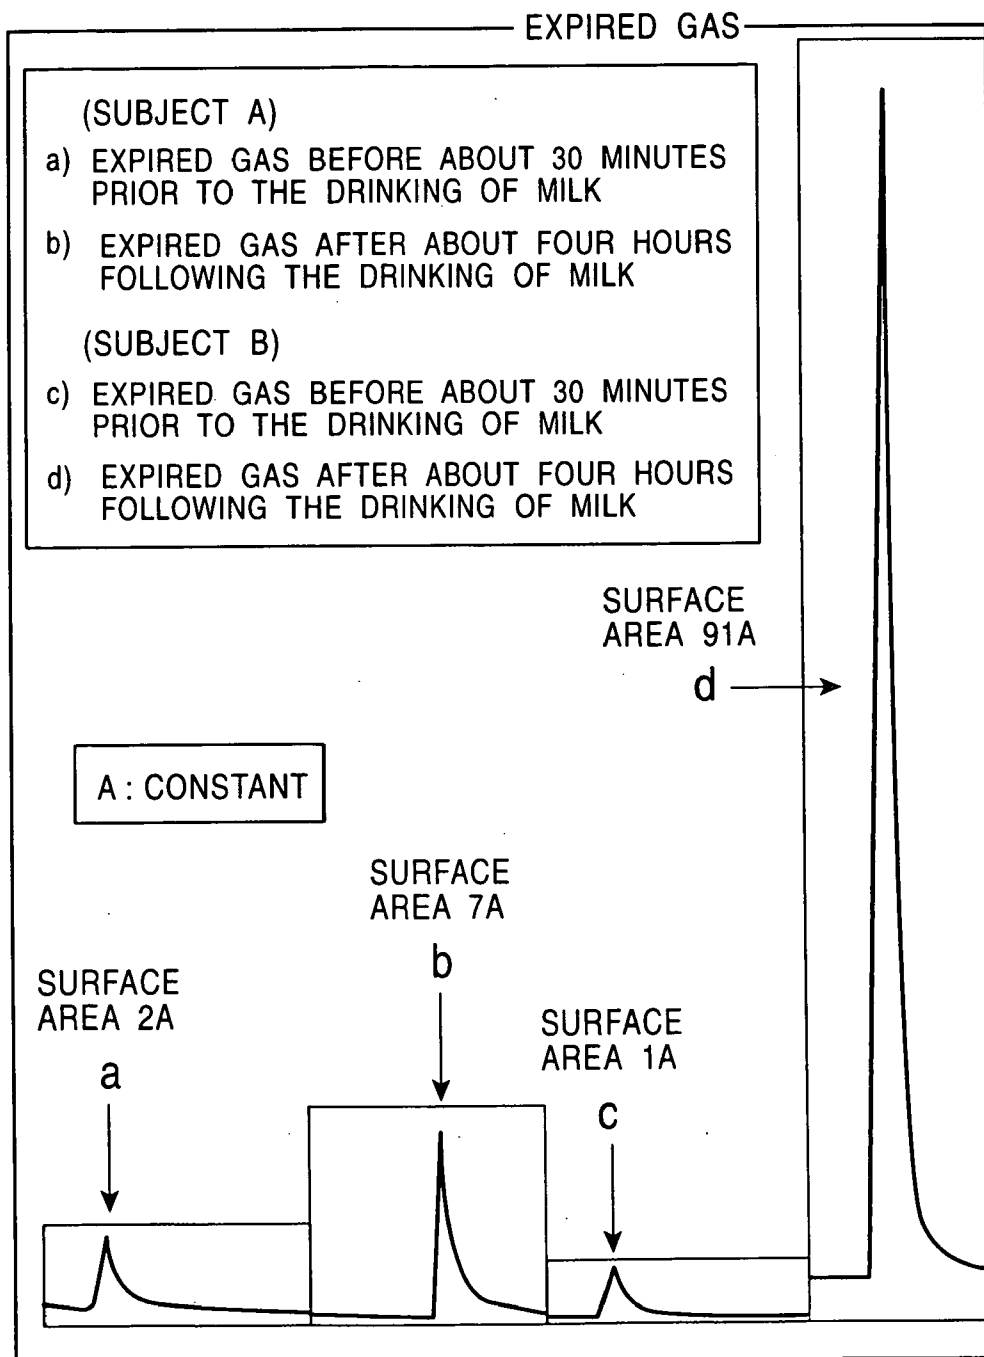 EXPIRED GAS
(SUBJECT A)
a) EXPIRED GAS BEFORE ABOUT 30 MINUTES
PRIOR TO THE DRINKING OF MILK
b) EXPIRED GAS AFTER ABOUT FOUR HOURS
FOLLOWING THE DRINKING OF MILK
(SUBJECT B)
c) EXPIRED GAS BEFORE ABOUT 30 MINUTES
PRIOR TO THE DRINKING OF MILK
d) EXPIRED GAS AFTER ABOUT FOUR HOURS
FOLLOWING THE DRINKING OF MILK
SURFACE
AREA 91A
d
A : CONSTANT
SURFACE
AREA 7A
b
SURFACE
AREA 2A
a
SURFACE
AREA 1A
c